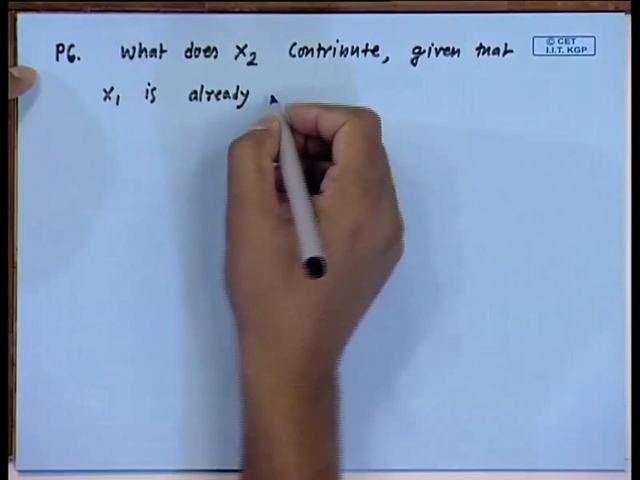 P6. What does X2 Contribute, given that
X1 is already
© CET
I.I.T. KGP